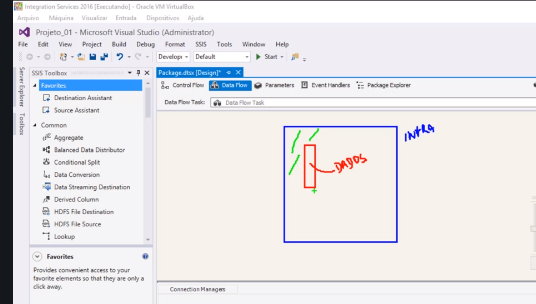 Integration Services 2016 [Executando] - Oracle VM VirtualBox
Arquivo Máquina Visualizar Entrada Dispositivos Ajuda
Projeto_01 - Microsoft Visual Studio (Administrator)
File Edit View Project Build Debug Format SSIS Tools Window Help
Develop Default Start
SSIS Toolbox
Package.dtsx [Design]*
Server Explorer
Toolbox
Favorites
Control Flow Data Flow Parameters Event Handlers Package Explorer
Destination Assistant
Data Flow Task: Data Flow Task
Source Assistant
Common
Aggregate
Balanced Data Distributor
Conditional Split
Data Conversion
Data Streaming Destination
Derived Column
HDFS File Destination
HDFS File Source
Lookup
INTRA
DADOS
Favorites
Provides convenient access to your
favorite elements so that they are only a
click away.
Connection Managers